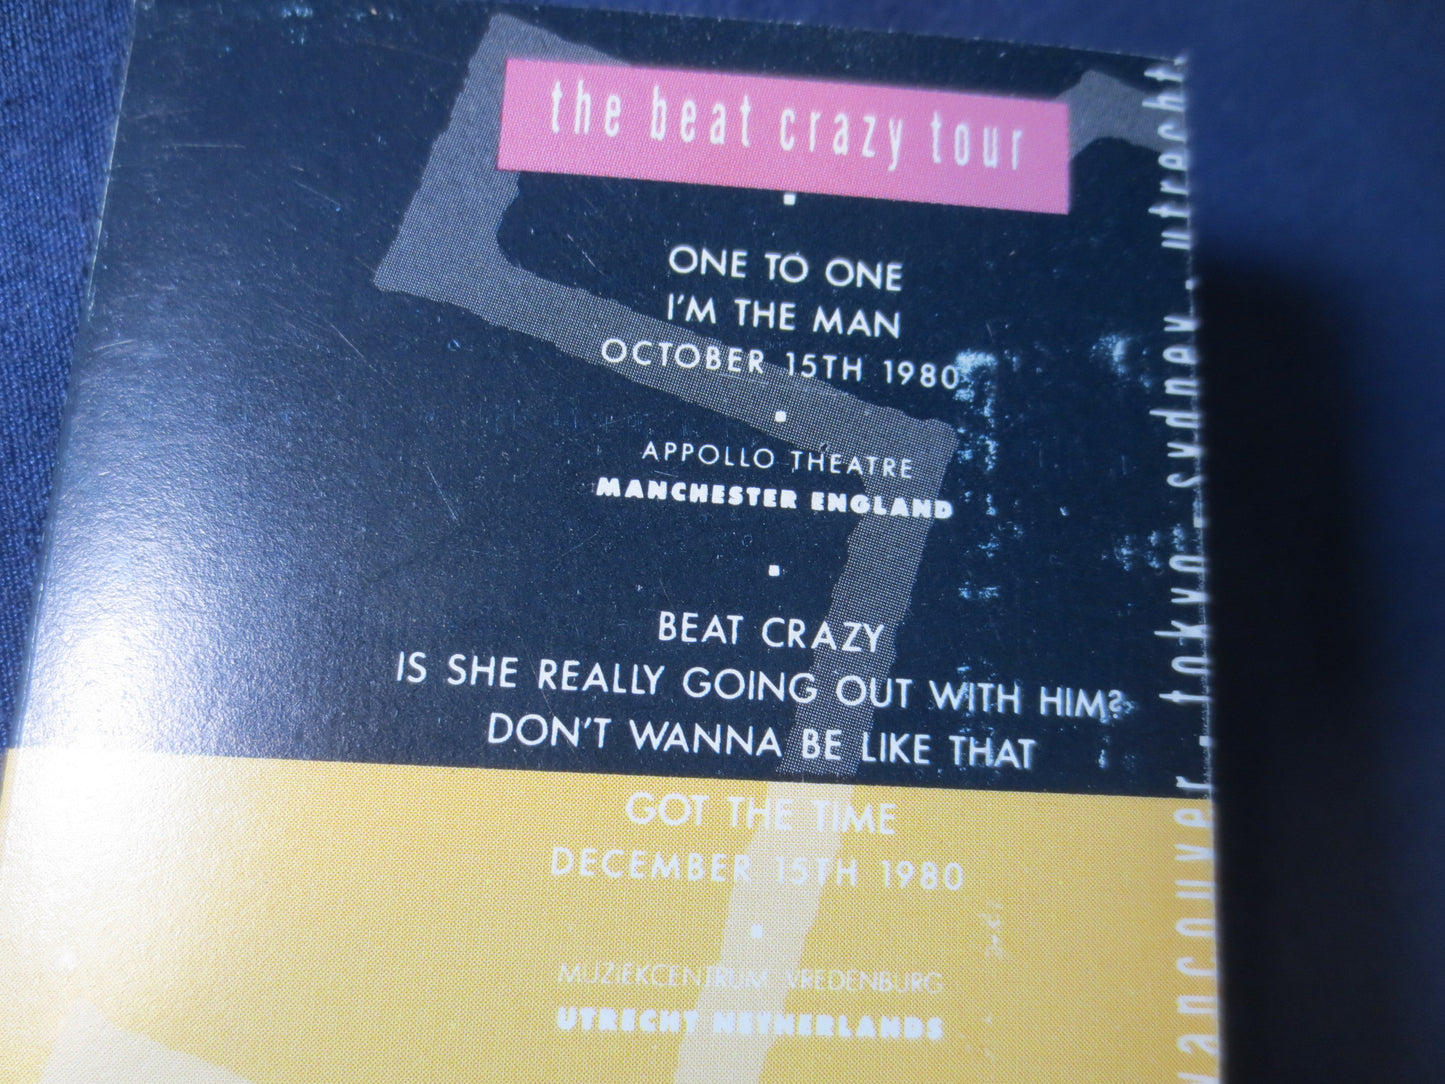 the beat crazy tour
ONE TO ONE
I'M THE MAN
OCTOBER 15TH 1980
APPOLLO THEATRE
MANCHESTER ENGLAND
BEAT CRAZY
IS SHE REALLY GOING OUT WITH HIM?
DON'T WANNA BE LIKE THAT
GOT THE TIME
DECEMBER 15TH 1980
MUZIEKCENTRUM VREDENBURG
UTRECHT NETHERLANDS
vancouver . tokyo . sydney . utrecht